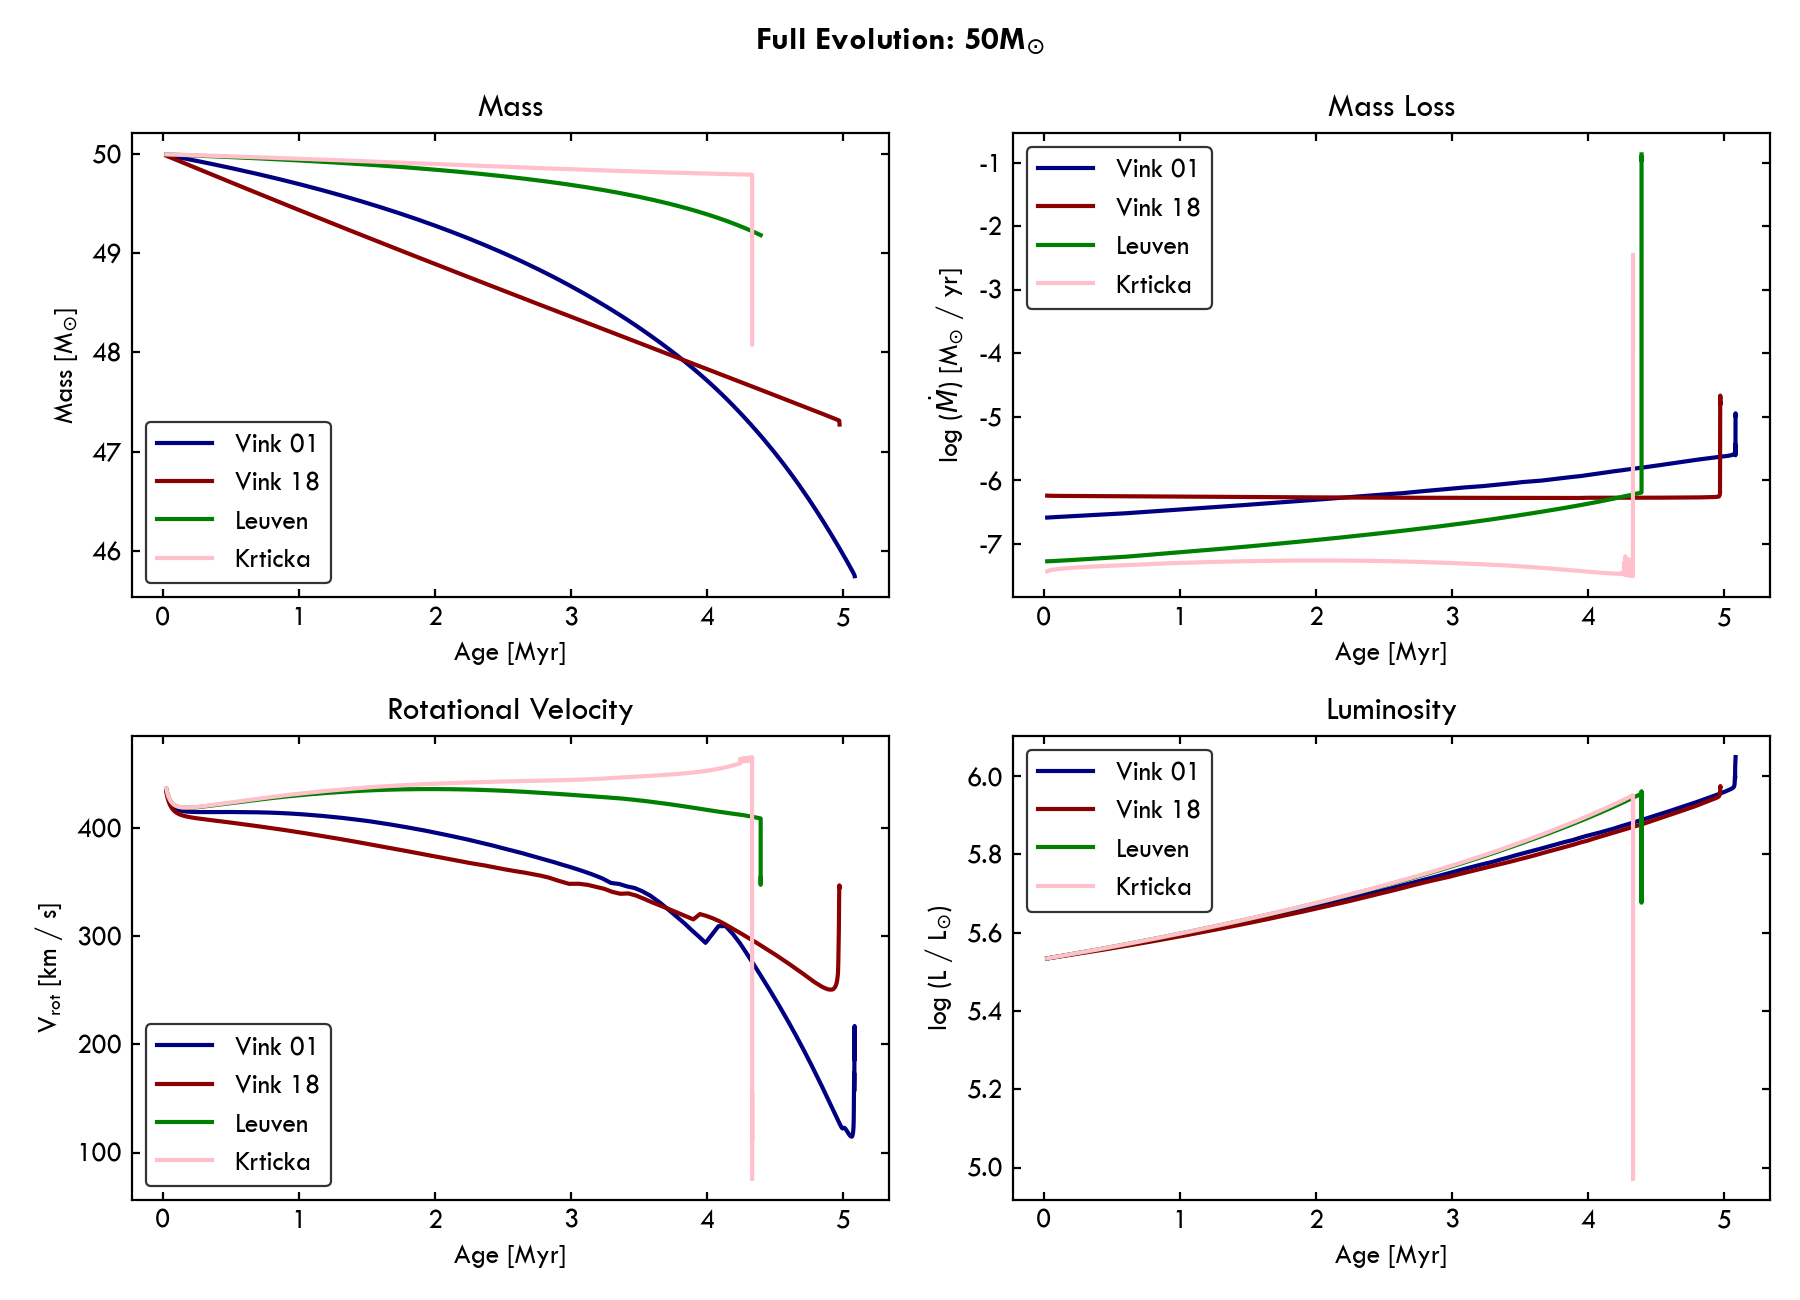 Full Evolution: 50M☉
Mass
50
49
48
47
46
Mass [M☉]
Vink 01
Vink 18
Leuven
Krticka
0 1 2 3 4 5
Age [Myr]
Mass Loss
-1
-2
-3
-4
-5
-6
-7
log (Ṁ) [M☉ / yr]
Vink 01
Vink 18
Leuven
Krticka
0 1 2 3 4 5
Age [Myr]
Rotational Velocity
400
300
200
100
Vrot [km / s]
Vink 01
Vink 18
Leuven
Krticka
0 1 2 3 4 5
Age [Myr]
Luminosity
6.0
5.8
5.6
5.4
5.2
5.0
log (L / L☉)
Vink 01
Vink 18
Leuven
Krticka
0 1 2 3 4 5
Age [Myr]